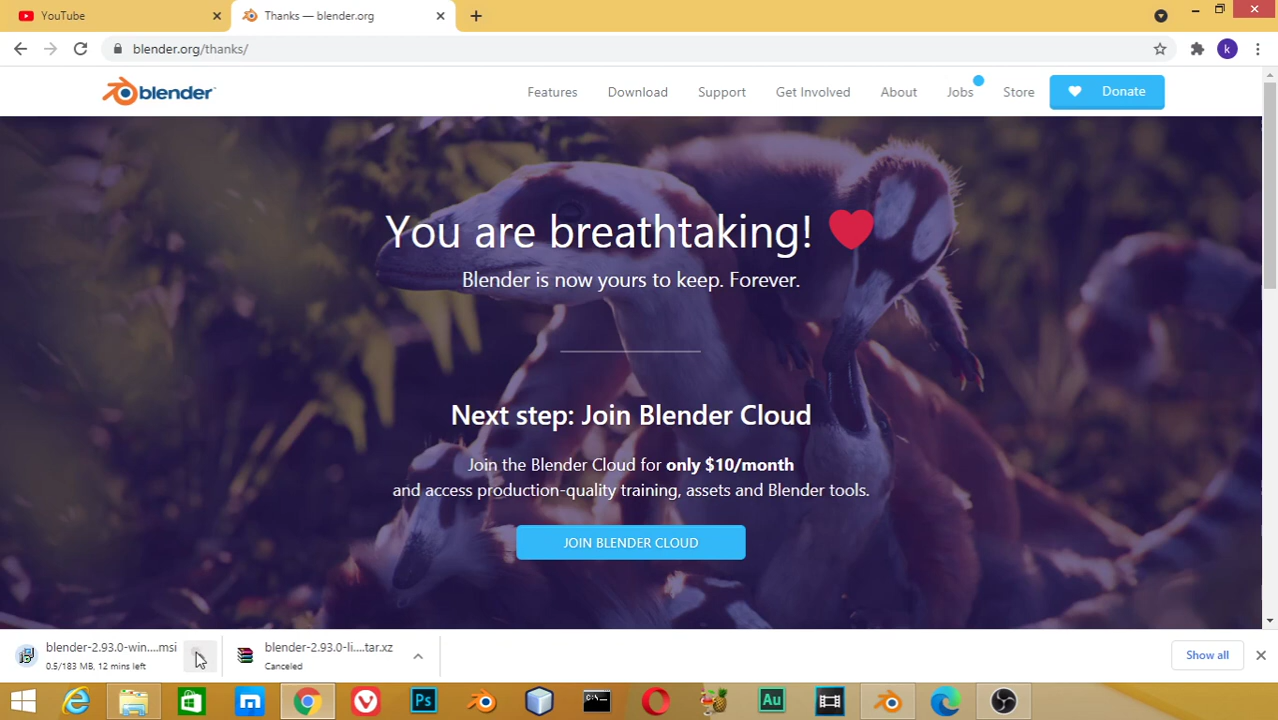 YouTube
Thanks — blender.org
blender.org/thanks/
k
blender
Features
Download
Support
Get Involved
About
Jobs
Store
Donate
You are breathtaking!
Blender is now yours to keep. Forever.
Next step: Join Blender Cloud
Join the Blender Cloud for only $10/month
and access production-quality training, assets and Blender tools.
JOIN BLENDER CLOUD
blender-2.93.0-win....msi
0.5/183 MB, 12 mins left
blender-2.93.0-li....tar.xz
Canceled
Show all
Ps
Au